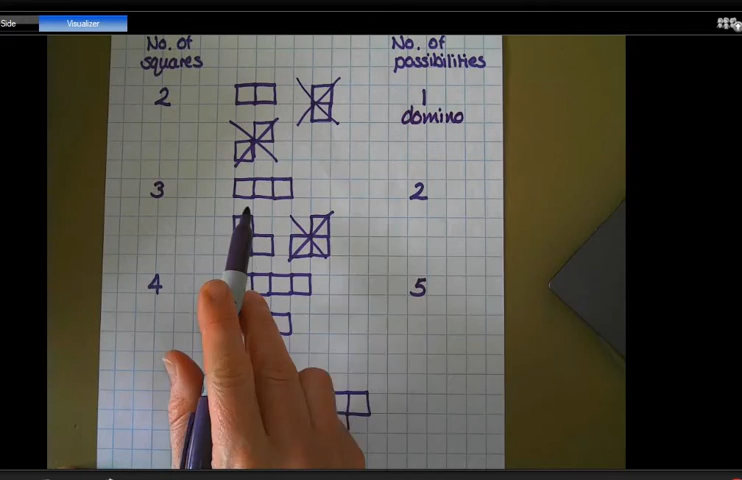 Side
Visualizer
No. of
squares
No. of
possibilities
2
1
domino
3
2
4
5